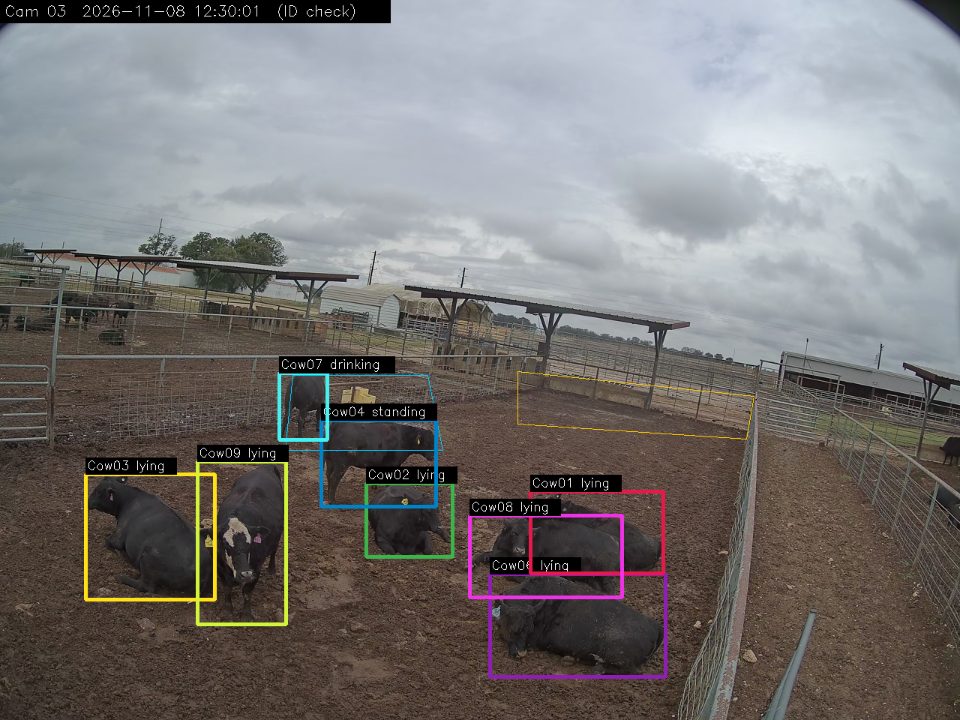 Cam 03 2026-11-08 12:30:01 (ID check)
Cow07 drinking
Cow04 standing
Cow09 lying
Cow03 lying
Cow02 lying
Cow01 lying
Cow08 lying
Cow06 lying